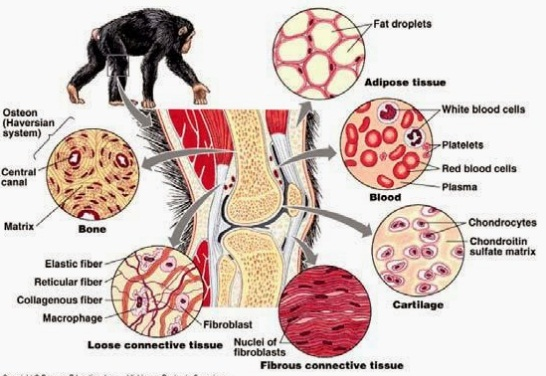 Fat droplets
Adipose tissue
Osteon
(Haversian
system)
Central
canal
Matrix
Bone
White blood cells
Platelets
Red blood cells
Plasma
Blood
Chondrocytes
Chondroitin
sulfate matrix
Cartilage
Elastic fiber
Reticular fiber
Collagenous fiber
Macrophage
Fibroblast
Loose connective tissue
Nuclei of
fibroblasts
Fibrous connective tissue